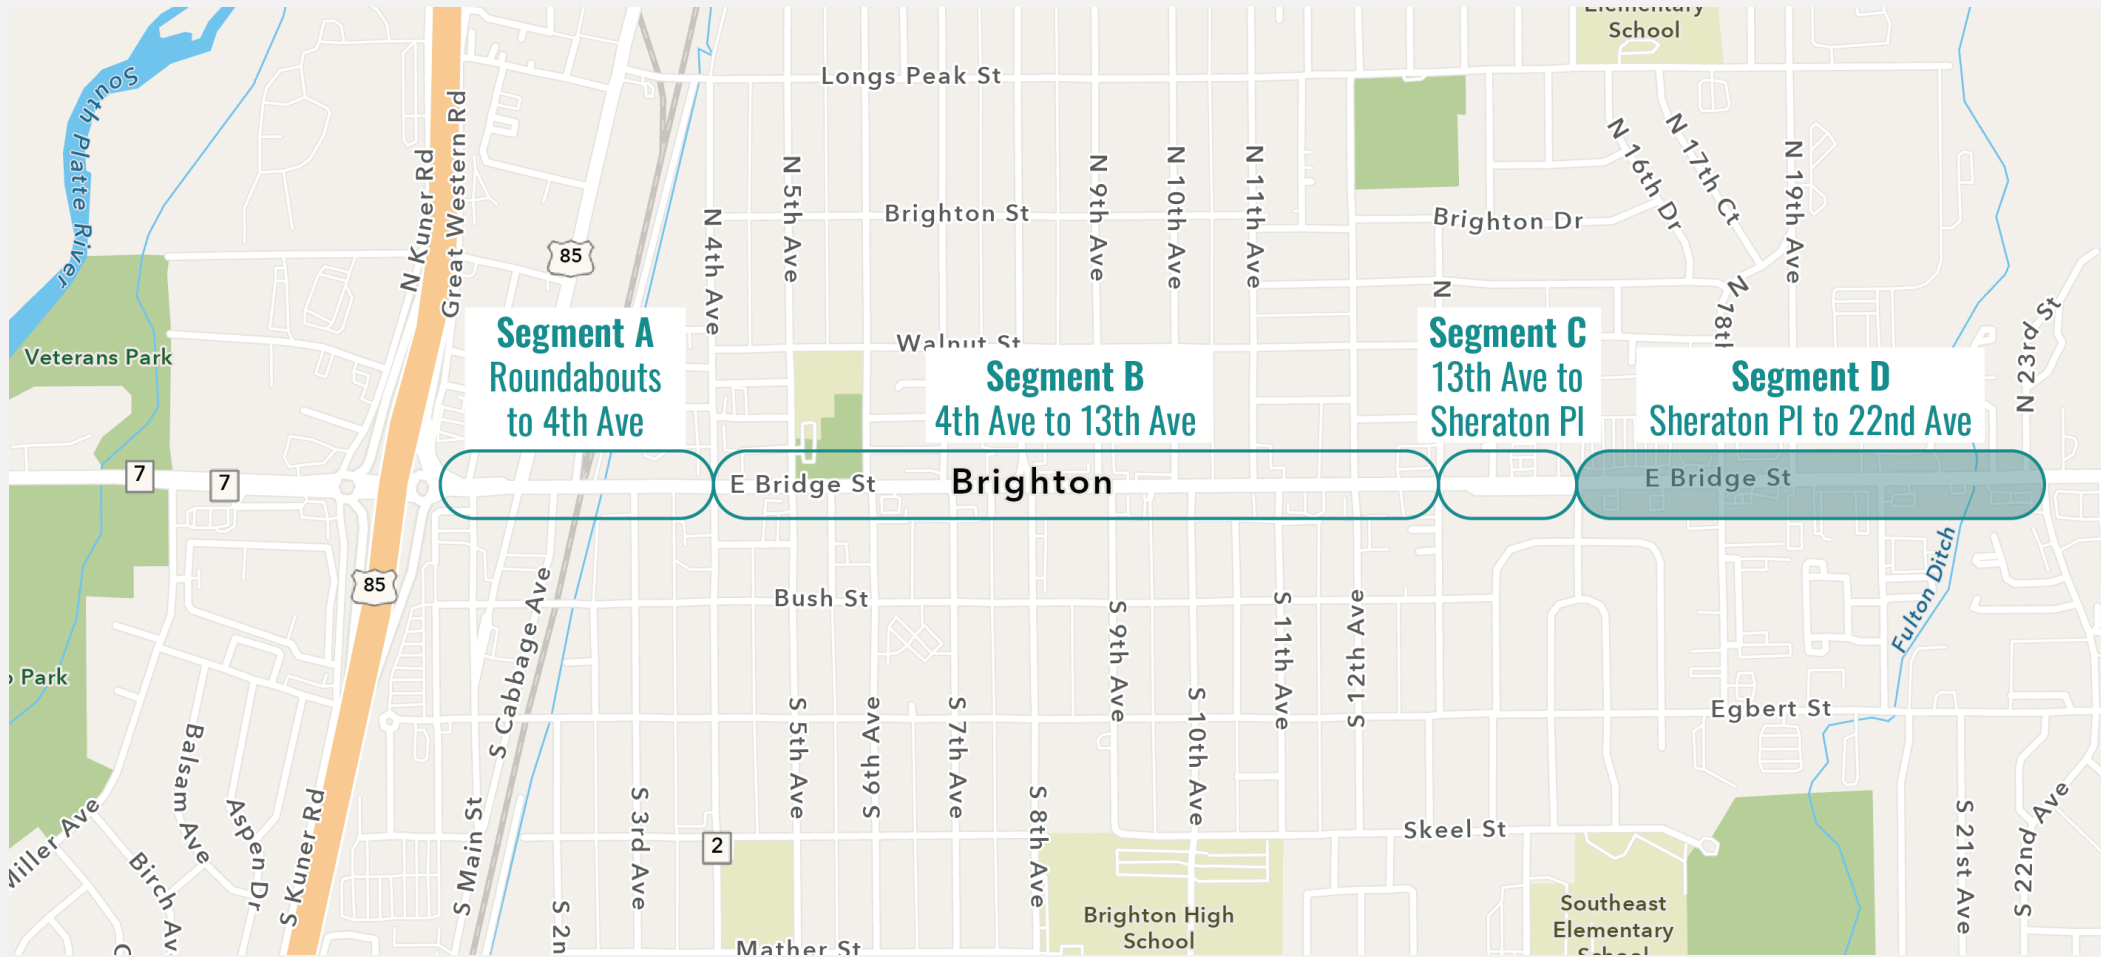 Elementary
School
South Platte River
Longs Peak St
N Kuner Rd
Great Western Rd
N 16th Dr
N 17th Ct
N 5th Ave
N 9th Ave
N 10th Ave
N 11th Ave
N 19th Ave
N 4th Ave
Brighton St
Brighton Dr
85
N
N 18th
N 23rd St
Segment A
Roundabouts
to 4th Ave
Walnut St
Segment B
4th Ave to 13th Ave
Segment C
13th Ave to
Sheraton Pl
Segment D
Sheraton Pl to 22nd Ave
Veterans Park
7
7
E Bridge St
Brighton
E Bridge St
85
Bush St
S Cabbage Ave
S 9th Ave
S 11th Ave
S 12th Ave
Fulton Ditch
Park
Balsam Ave
Aspen Dr
S 5th Ave
S 6th Ave
S 7th Ave
S 10th Ave
Egbert St
Miller Ave
Birch Av
S Kuner Rd
S Main St
S 3rd Ave
2
S 8th Ave
Skeel St
S 21st Ave
S 22nd Ave
S 2n
Mather St
Brighton High
School
Southeast
Elementary
School